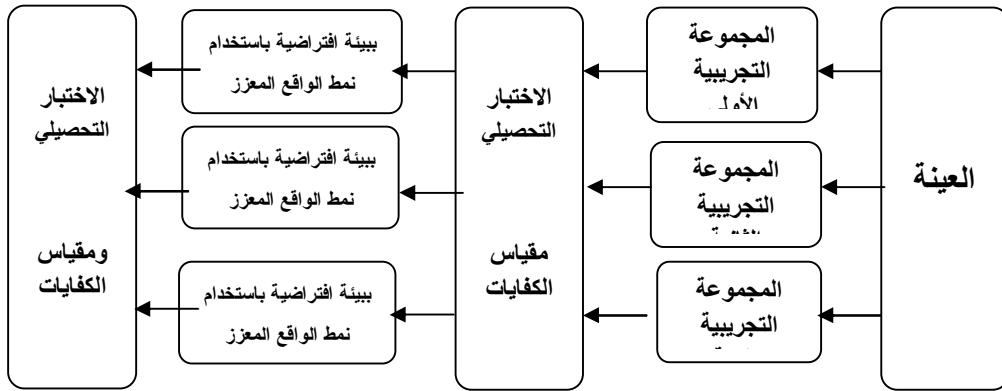 العينة
المجموعة
التجريبية
الأولى
المجموعة
التجريبية
المجموعة
التجريبية
الاختبار
التحصيلي
مقياس
الكفايات
ببيئة افتراضية باستخدام
نمط الواقع المعزز
ببيئة افتراضية باستخدام
نمط الواقع المعزز
ببيئة افتراضية باستخدام
نمط الواقع المعزز
الاختبار
التحصيلي
ومقياس
الكفايات